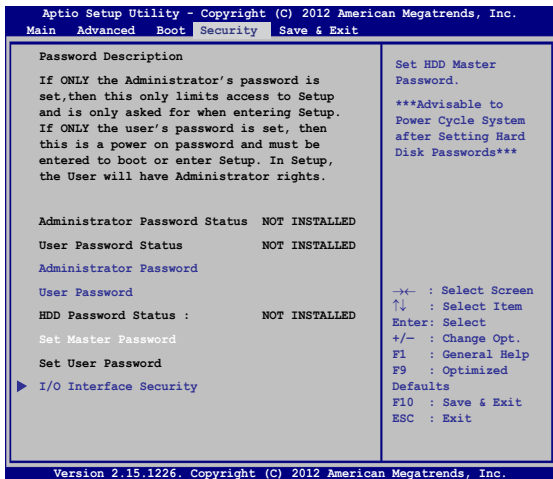 Aptio Setup Utility - Copyright (C) 2012 American Megatrends, Inc.
Main Advanced Boot Security Save & Exit
Password Description
If ONLY the Administrator's password is
set,then this only limits access to Setup
and is only asked for when entering Setup.
If ONLY the user's password is set, then
this is a power on password and must be
entered to boot or enter Setup. In Setup,
the User will have Administrator rights.
Administrator Password Status NOT INSTALLED
User Password Status NOT INSTALLED
Administrator Password
User Password
HDD Password Status : NOT INSTALLED
Set Master Password
Set User Password
I/O Interface Security
Set HDD Master
Password.
***Advisable to
Power Cycle System
after Setting Hard
Disk Passwords***
→← : Select Screen
↑↓ : Select Item
Enter: Select
+/— : Change Opt.
F1 : General Help
F9 : Optimized
Defaults
F10 : Save & Exit
ESC : Exit
Version 2.15.1226. Copyright (C) 2012 American Megatrends, Inc.